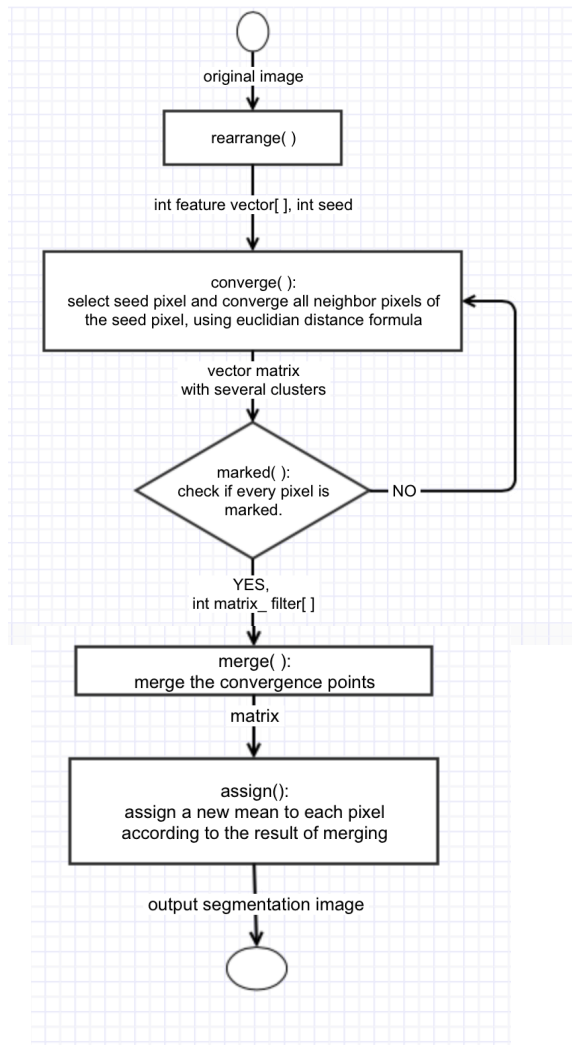 original image
rearrange( )
int feature vector[ ], int seed
converge( ):
select seed pixel and converge all neighbor pixels of
the seed pixel, using euclidian distance formula
vector matrix
with several clusters
marked( ):
check if every pixel is
marked.
NO
YES,
int matrix_ filter[ ]
merge( ):
merge the convergence points
matrix
assign():
assign a new mean to each pixel
according to the result of merging
output segmentation image